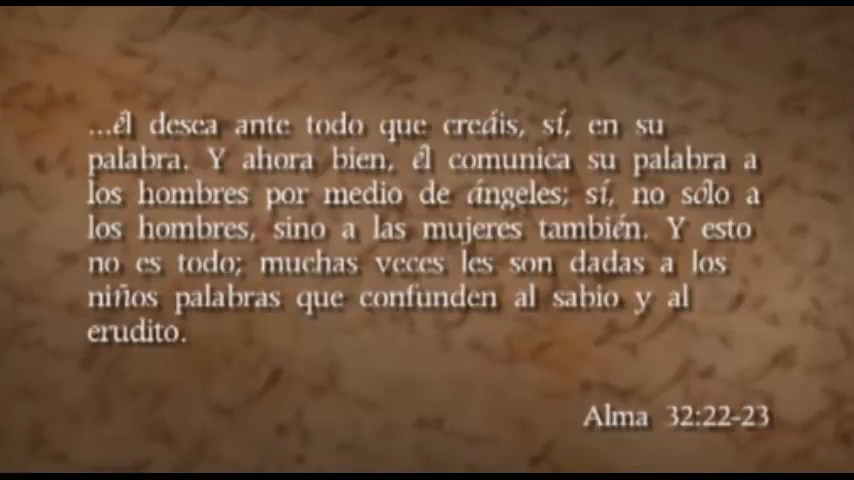 ...él desea ante todo que creáis, sí, en su
palabra. Y ahora bien, él comunica su palabra a
los hombres por medio de ángeles; sí, no sólo a
los hombres, sino a las mujeres también. Y esto
no es todo; muchas veces les son dadas a los
niños palabras que confunden al sabio y al
erudito.
Alma 32:22-23